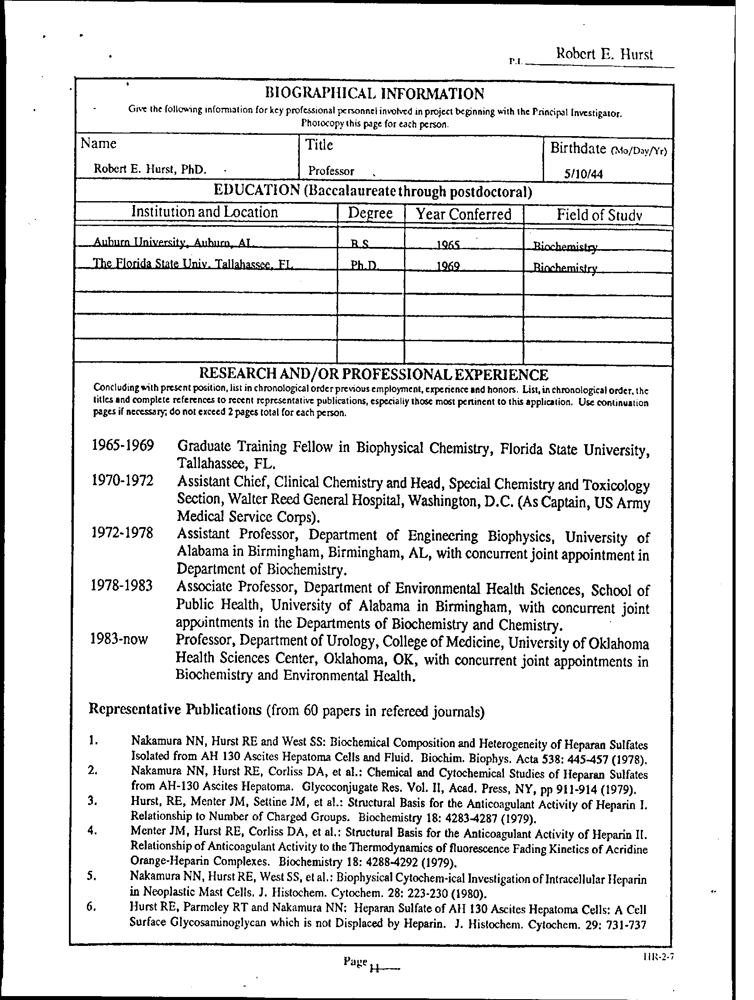 P.I. Robert E. Hurst
BIOGRAPHICAL INFORMATION
Give the following information for key professional personnel involved in project beginning with the Principal Investigator.
Photocopy this page for each person.
Name Title Birthdate (Mo/Day/Yr)
Robert E. Hurst, PhD. Professor 5/10/44
EDUCATION (Baccalaureate through postdoctoral)
Institution and Location Degree Year Conferred Field of Study
Auburn University, Auburn, AL B.S. 1965 Biochemistry
The Florida State Univ. Tallahassee, FL Ph.D. 1969 Biochemistry
RESEARCH AND/OR PROFESSIONAL EXPERIENCE
Concluding with present position, list in chronological order previous employment, experience and honors. List, in chronological order, the
titles and complete references to recent representative publications, especially those most pertinent to this application. Use continuation
pages if necessary; do not exceed 2 pages total for each person.
1965-1969 Graduate Training Fellow in Biophysical Chemistry, Florida State University,
Tallahassee, FL.
1970-1972 Assistant Chief, Clinical Chemistry and Head, Special Chemistry and Toxicology
Section, Walter Reed General Hospital, Washington, D.C. (As Captain, US Army
Medical Service Corps).
1972-1978 Assistant Professor, Department of Engineering Biophysics, University of
Alabama in Birmingham, Birmingham, AL, with concurrent joint appointment in
Department of Biochemistry.
1978-1983 Associate Professor, Department of Environmental Health Sciences, School of
Public Health, University of Alabama in Birmingham, with concurrent joint
appointments in the Departments of Biochemistry and Chemistry.
1983-now Professor, Department of Urology, College of Medicine, University of Oklahoma
Health Sciences Center, Oklahoma, OK, with concurrent joint appointments in
Biochemistry and Environmental Health.
Representative Publications (from 60 papers in refereed journals)
1. Nakamura NN, Hurst RE and West SS: Biochemical Composition and Heterogeneity of Heparan Sulfates
Isolated from AH 130 Ascites Hepatoma Cells and Fluid. Biochim. Biophys. Acta 538: 445-457 (1978).
2. Nakamura NN, Hurst RE, Corliss DA, et al.: Chemical and Cytochemical Studies of Heparan Sulfates
from AH-130 Ascites Hepatoma. Glycoconjugate Res. Vol. II, Acad. Press, NY, pp 911-914 (1979).
3. Hurst, RE, Menter JM, Settine JM, et al.: Structural Basis for the Anticoagulant Activity of Heparin I.
Relationship to Number of Charged Groups. Biochemistry 18: 4283-4287 (1979).
4. Menter JM, Hurst RE, Corliss DA, et al.: Structural Basis for the Anticoagulant Activity of Heparin II.
Relationship of Anticoagulant Activity to the Thermodynamics of fluorescence Fading Kinetics of Acridine
Orange-Heparin Complexes. Biochemistry 18: 4288-4292 (1979).
5. Nakamura NN, Hurst RE, West SS, et al.: Biophysical Cytochem-ical Investigation of Intracellular Heparin
in Neoplastic Mast Cells. J. Histochem. Cytochem. 28: 223-230 (1980).
6. Hurst RE, Parmeley RT and Nakamura NN: Heparan Sulfate of AH 130 Ascites Hepatoma Cells: A Cell
Surface Glycosaminoglycan which is not Displaced by Heparin. J. Histochem. Cytochem. 29: 731-737
Page 11
HR-2-7